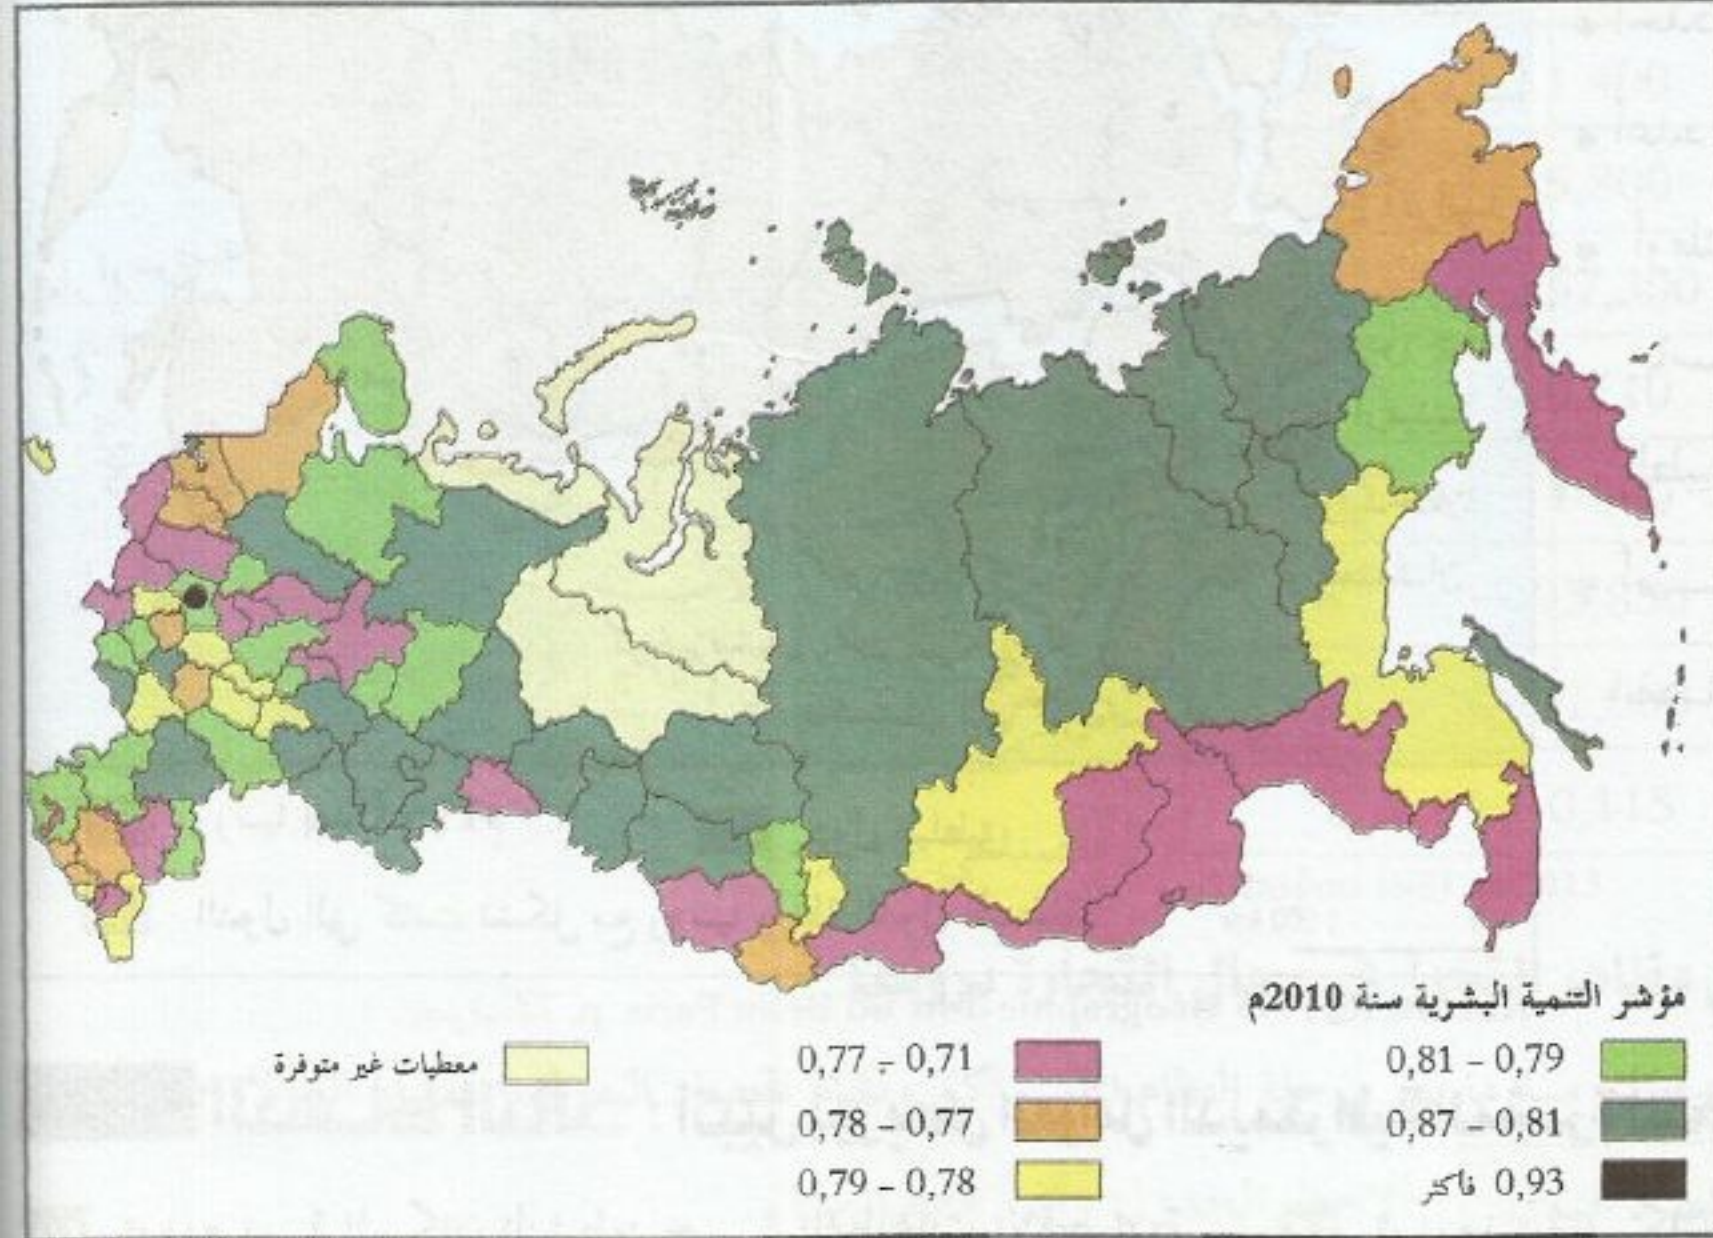 مؤشر التنمية البشرية سنة 2010م
0,81 – 0,79
0,87 – 0,81
0,93 فأكثر
0,77 – 0,71
0,78 – 0,77
0,79 – 0,78
معطيات غير متوفرة